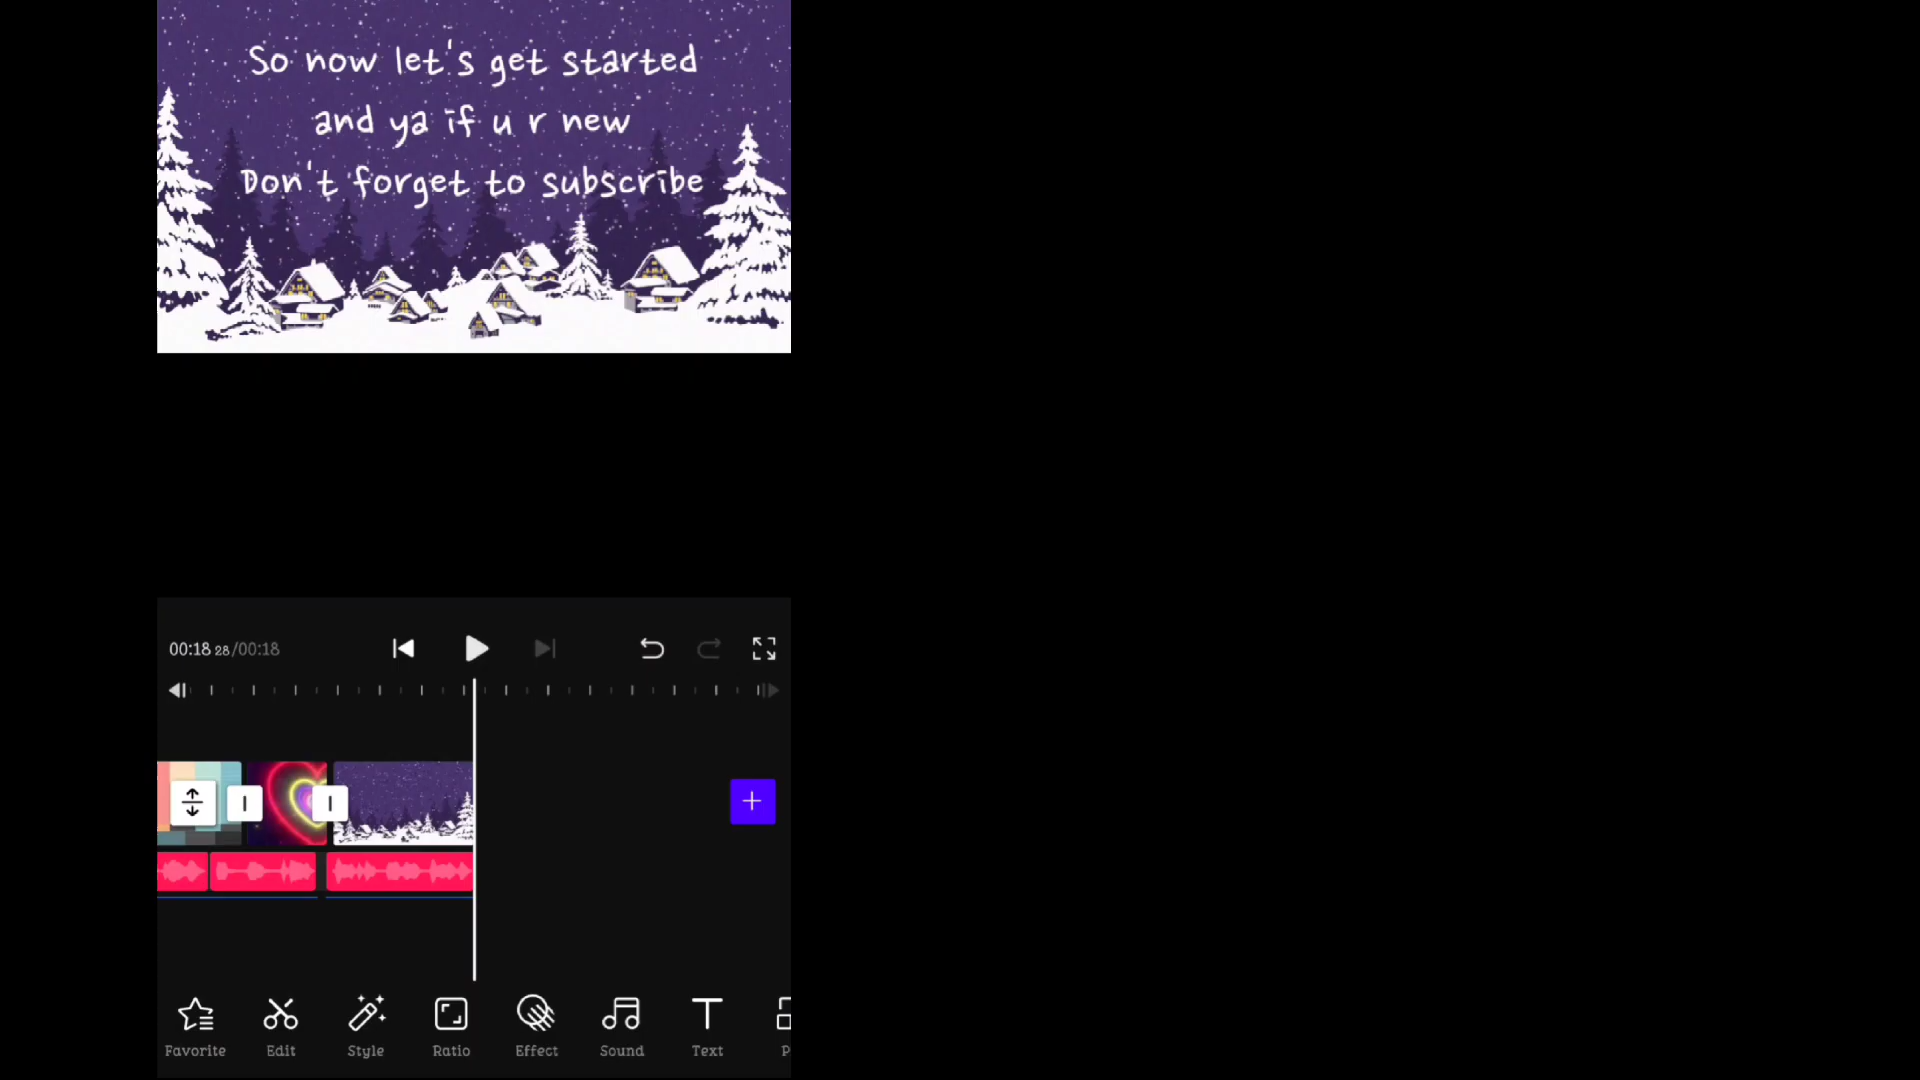 So now let's get started
and ya if u r new
Don't forget to subscribe
00:18 28/00:18
Favorite
Edit
Style
Ratio
Effect
Sound
Text
P